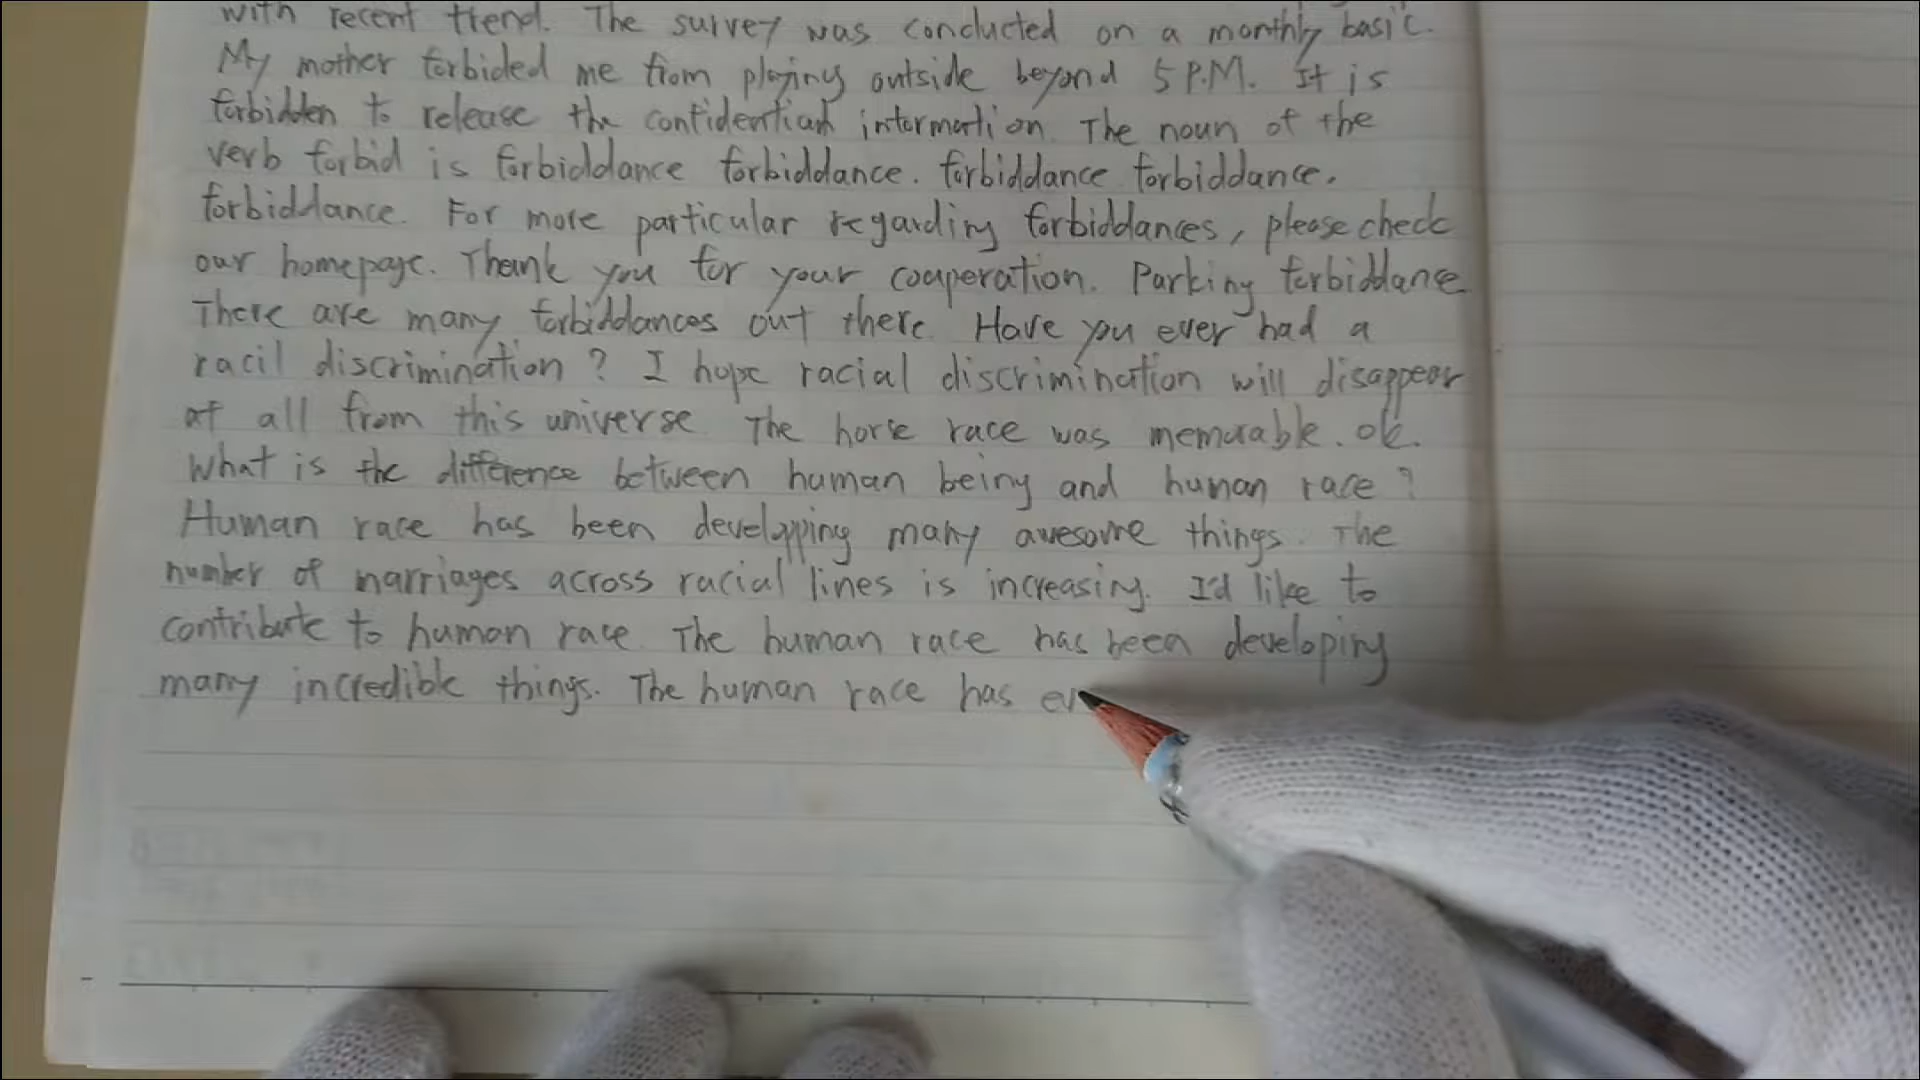 with recent trend. The survey was conducted on a monthly basic.
My mother forbided me from playing outside beyond 5 P.M. It is
forbidden to release the confidential information. The noun of the
verb forbid is forbiddance forbiddance. forbiddance forbiddance.
forbiddance. For more particular regarding forbiddances, please check
our homepage. Thank you for your couperation. Parking forbiddance
There are many forbiddances out there. Have you ever had a
racil discrimination? I hope racial discrimination will disappear
at all from this universe The horse race was memorable. ok.
What is the difference between human being and human race?
Human race has been developping many awesome things. The
number of marriages across racial lines is increasing. I'd like to
contribute to human race. The human race has been developing
many incredible things. The human race has ev